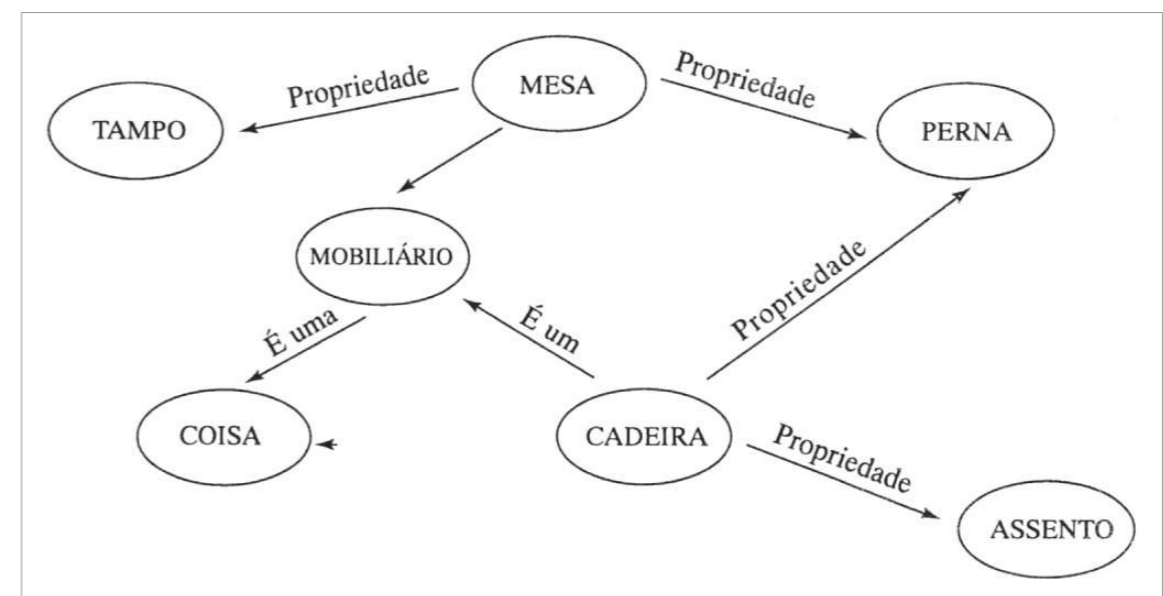 MESA
Propriedade
Propriedade
TAMPO
PERNA
MOBILIÁRIO
Propriedade
É uma
É um
COISA
CADEIRA
Propriedade
ASSENTO